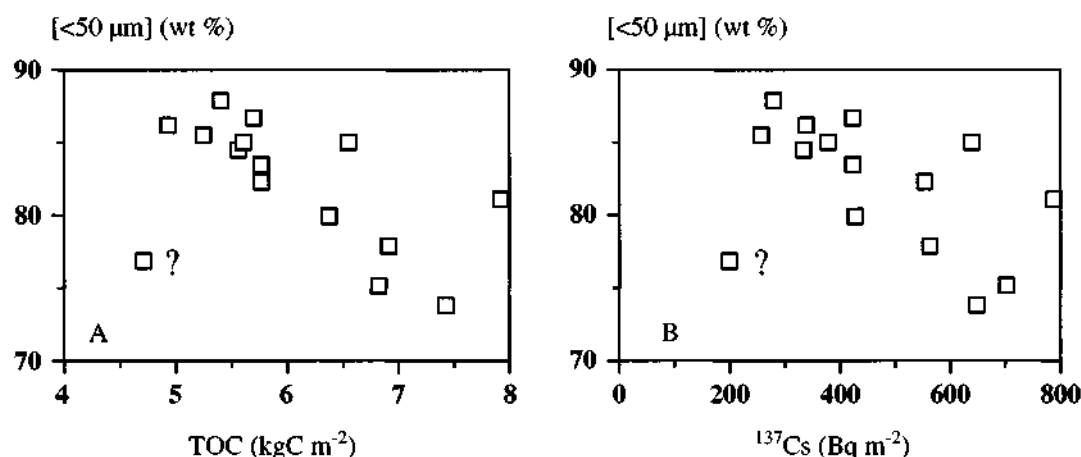 [<50 μm] (wt %)
90
80
70
?
A
4 5 6 7 8
TOC (kgC m⁻²)
[<50 μm] (wt %)
90
80
70
?
B
0 200 400 600 800
¹³⁷Cs (Bq m⁻²)